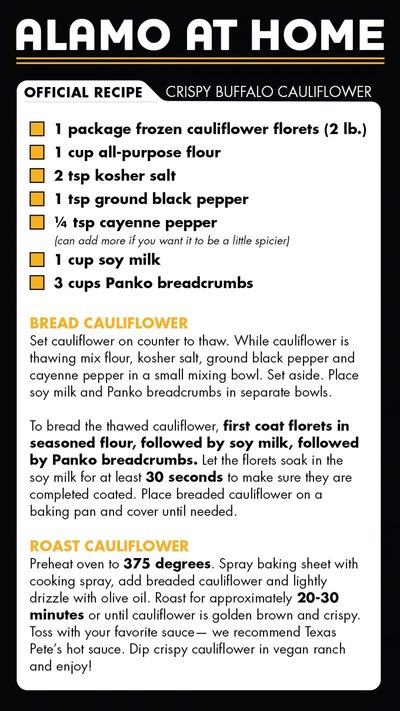 ALAMO AT HOME
OFFICIAL RECIPE
CRISPY BUFFALO CAULIFLOWER
1 package frozen cauliflower florets (2 lb.)
1 cup all-purpose flour
2 tsp kosher salt
1 tsp ground black pepper
¼ tsp cayenne pepper
(can add more if you want it to be a little spicier)
1 cup soy milk
3 cups Panko breadcrumbs
BREAD CAULIFLOWER
Set cauliflower on counter to thaw. While cauliflower is
thawing mix flour, kosher salt, ground black pepper and
cayenne pepper in a small mixing bowl. Set aside. Place
soy milk and Panko breadcrumbs in separate bowls.
To bread the thawed cauliflower, first coat florets in
seasoned flour, followed by soy milk, followed
by Panko breadcrumbs. Let the florets soak in the
soy milk for at least 30 seconds to make sure they are
completed coated. Place breaded cauliflower on a
baking pan and cover until needed.
ROAST CAULIFLOWER
Preheat oven to 375 degrees. Spray baking sheet with
cooking spray, add breaded cauliflower and lightly
drizzle with olive oil. Roast for approximately 20-30
minutes or until cauliflower is golden brown and crispy.
Toss with your favorite sauce— we recommend Texas
Pete's hot sauce. Dip crispy cauliflower in vegan ranch
and enjoy!